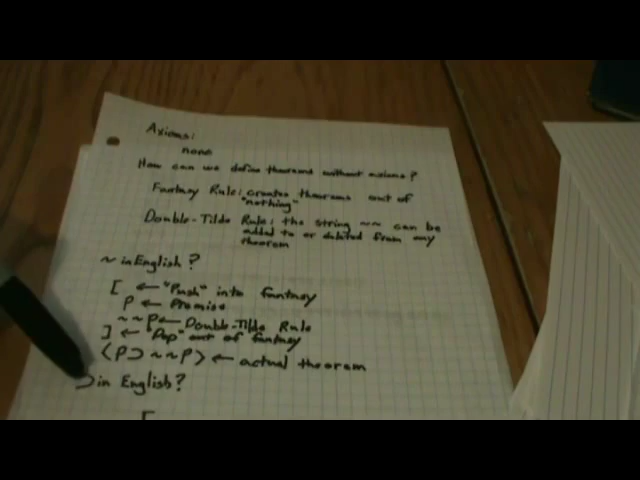 Axioms:
none
How can we define theorems without axioms?
Fantasy Rule: creates theorems out of
"nothing"
Double-Tilde Rule: the string ~~ can be
added to or deleted from any
theorem
~ in English?
[ ← "Push" into fantasy
P ← Premise
~~P ← Double-Tilde Rule
] ← "Pop" out of fantasy
⟨P⊃~~P⟩ ← actual theorem
⊃ in English?
[